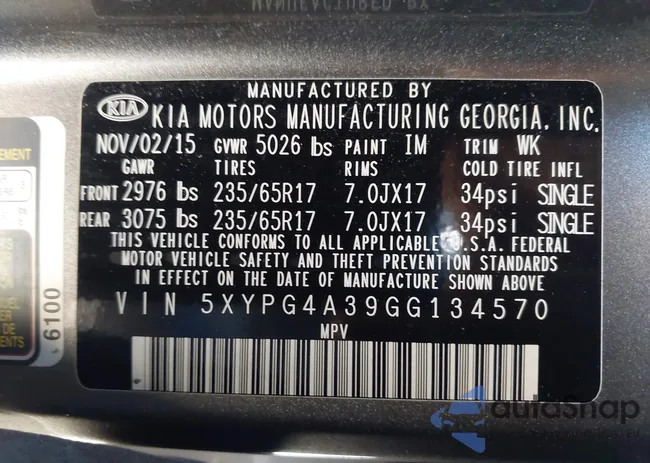 MANUFACTURED BY
KIA KIA MOTORS MANUFACTURING GEORGIA, INC.
NOV/02/15 GVWR 5026 lbs PAINT IM TRIM WK
GAWR TIRES RIMS COLD TIRE INFL
FRONT 2976 lbs 235/65R17 7.0JX17 34psi SINGLE
REAR 3075 lbs 235/65R17 7.0JX17 34psi SINGLE
THIS VEHICLE CONFORMS TO ALL APPLICABLE U.S.A. FEDERAL
MOTOR VEHICLE SAFETY AND THEFT PREVENTION STANDARDS
IN EFFECT ON THE DATE OF MANUFACTURE SHOWN ABOVE
VIN 5XYPG4A39GG134570
MPV
6100
autoSnap